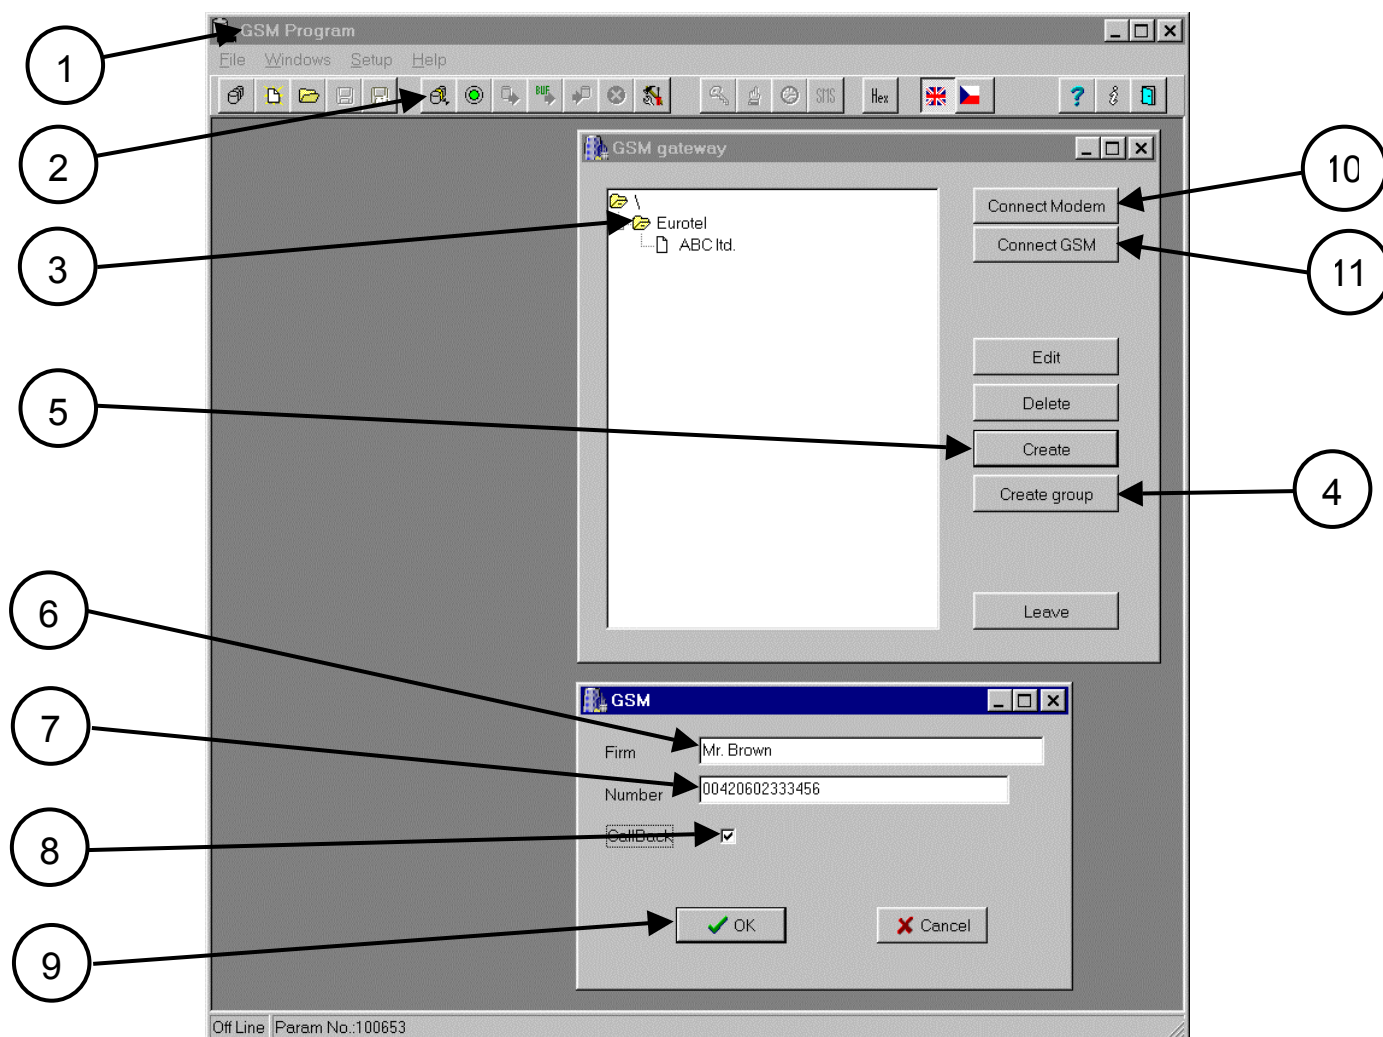 GSM Program
File Windows Setup Help
BUF SMS Hex ?
1
2
GSM gateway
\
Eurotel
ABC ltd.
3
Connect Modem
10
Connect GSM
11
Edit
Delete
5
Create
Create group
4
Leave
6
GSM
7
Firm Mr. Brown
Number 00420602333456
8
CallBack
9
OK Cancel
Off Line Param No.:100653